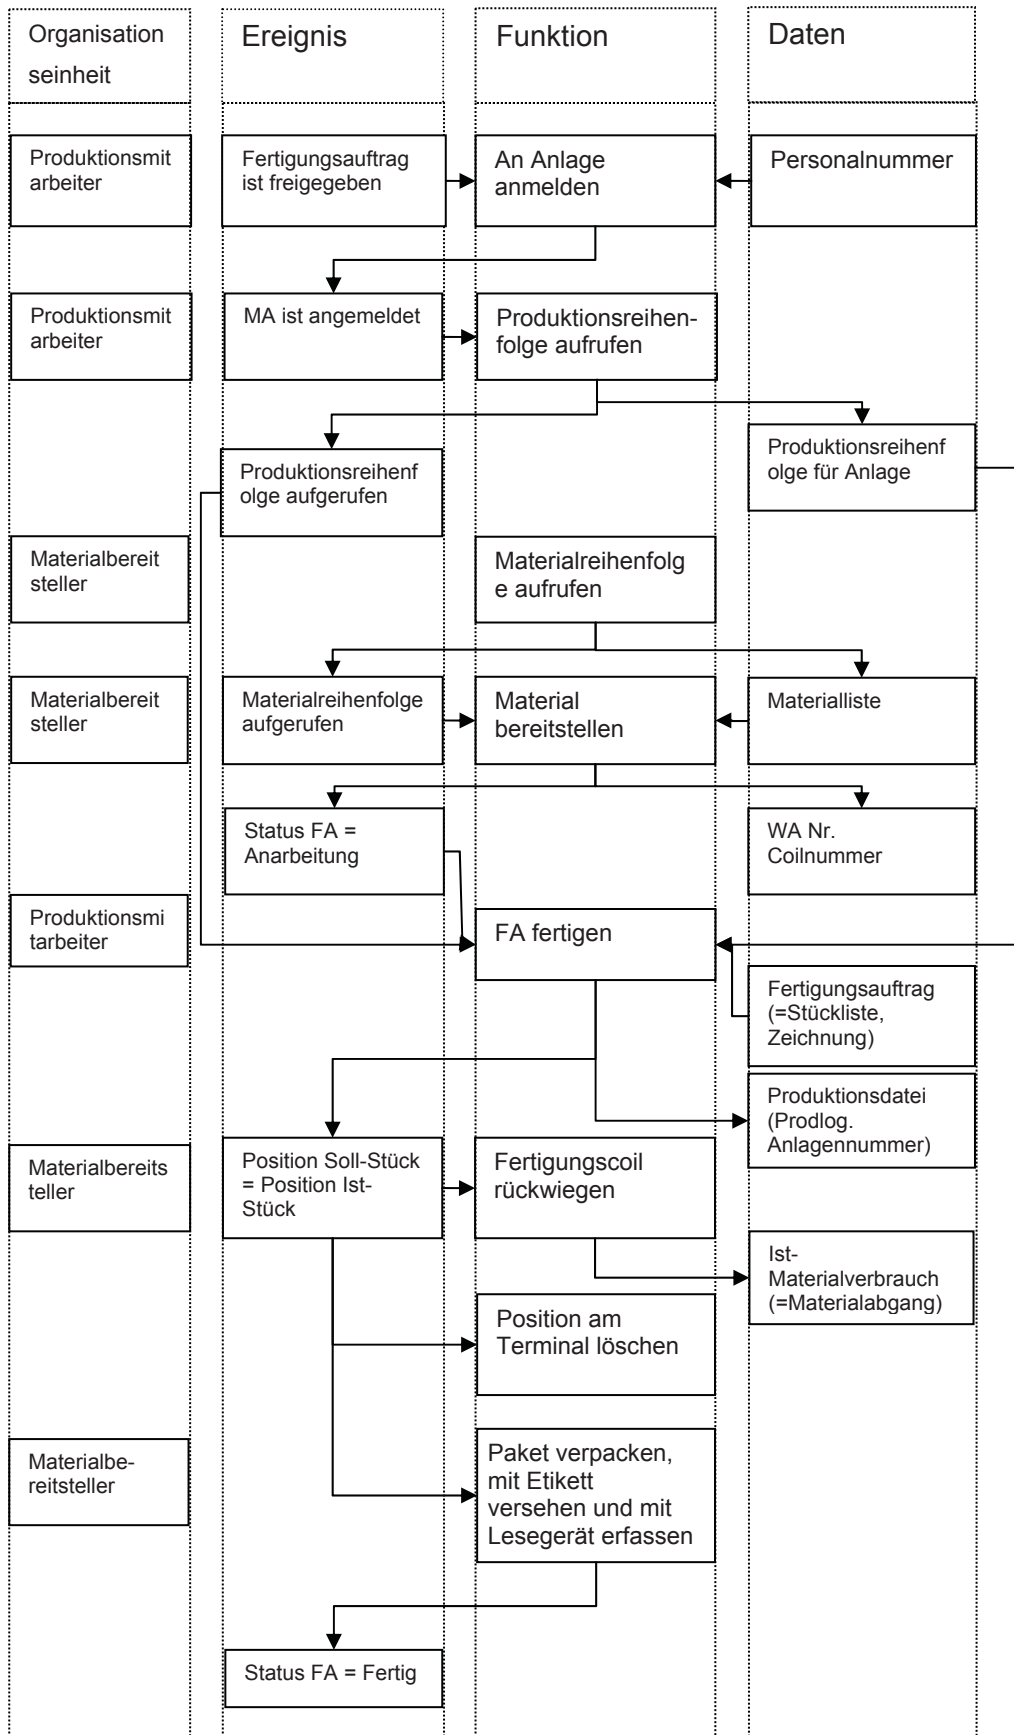 Organisation
seinheit
Ereignis
Funktion
Daten
Produktionsmit
arbeiter
Fertigungsauftrag
ist freigegeben
An Anlage
anmelden
Personalnummer
Produktionsmit
arbeiter
MA ist angemeldet
Produktionsreihen-
folge aufrufen
Produktionsreihenf
olge aufgerufen
Produktionsreihenf
olge für Anlage
Materialbereit
steller
Materialreihenfolg
e aufrufen
Materialbereit
steller
Materialreihenfolge
aufgerufen
Material
bereitstellen
Materialliste
Status FA =
Anarbeitung
WA Nr.
Coilnummer
Produktionsmi
tarbeiter
FA fertigen
Fertigungsauftrag
(=Stückliste,
Zeichnung)
Produktionsdatei
(Prodlog.
Anlagennummer)
Materialbereits
teller
Position Soll-Stück
= Position Ist-
Stück
Fertigungscoil
rückwiegen
Ist-
Materialverbrauch
(=Materialabgang)
Position am
Terminal löschen
Materialbe-
reitsteller
Paket verpacken,
mit Etikett
versehen und mit
Lesegerät erfassen
Status FA = Fertig